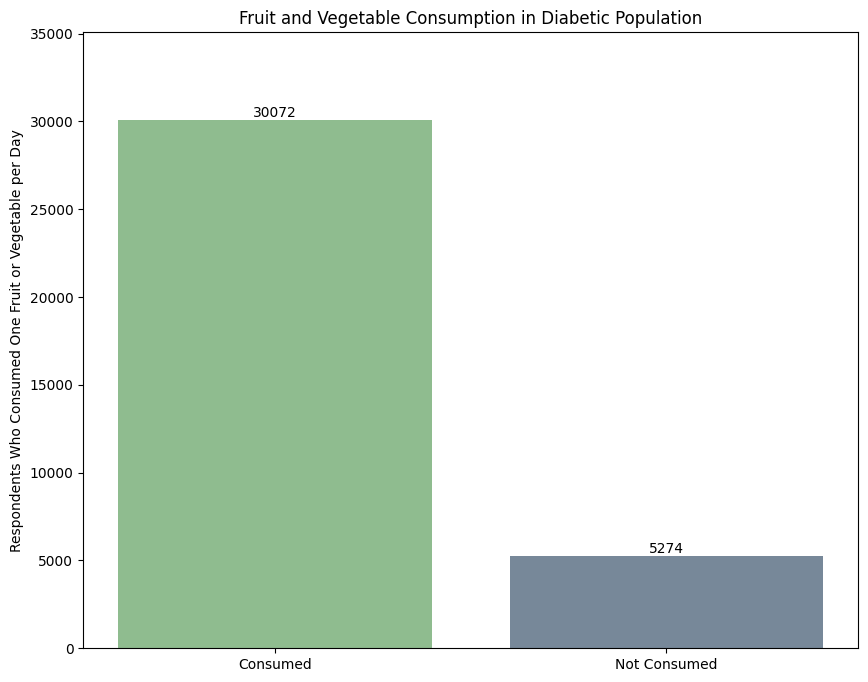 Fruit and Vegetable Consumption in Diabetic Population
Respondents Who Consumed One Fruit or Vegetable per Day
35000
30000
25000
20000
15000
10000
5000
0
30072
5274
Consumed
Not Consumed